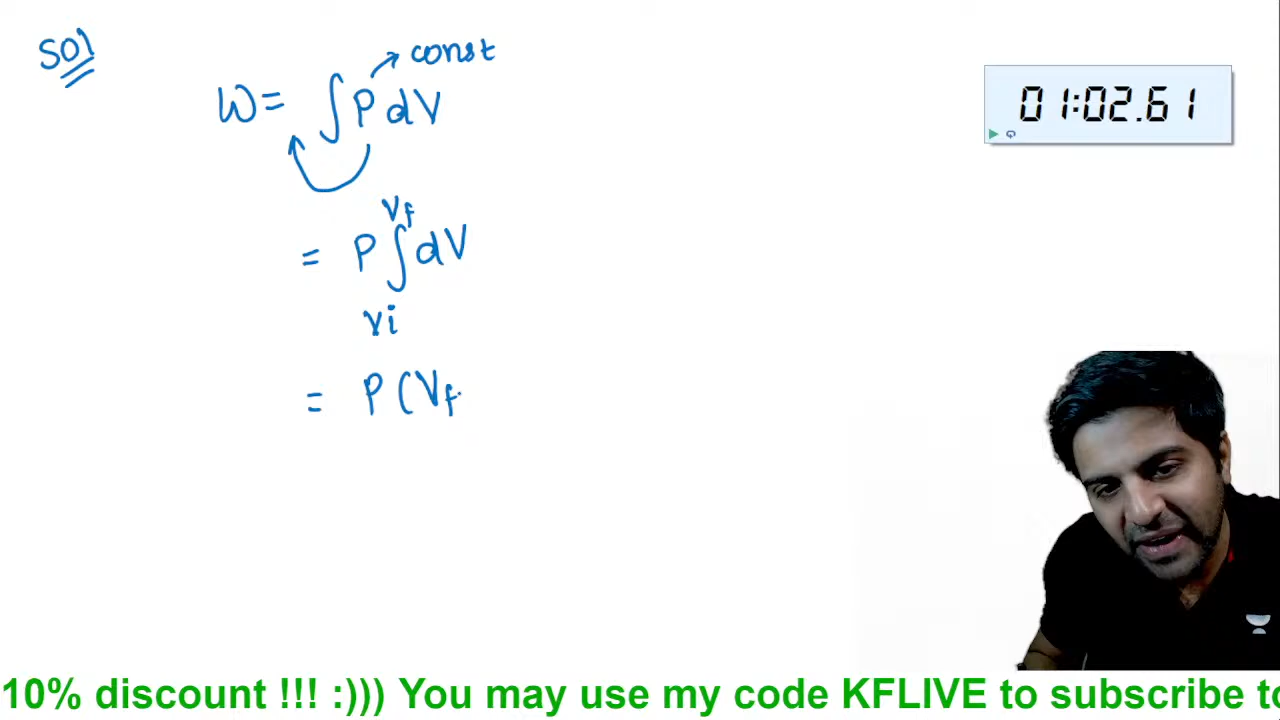 Sol
W = ∫ P dV → const
01:02.61
Vf
= P ∫ dV
Vi
= P (Vf
10% discount !!! :))) You may use my code KFLIVE to subscribe to